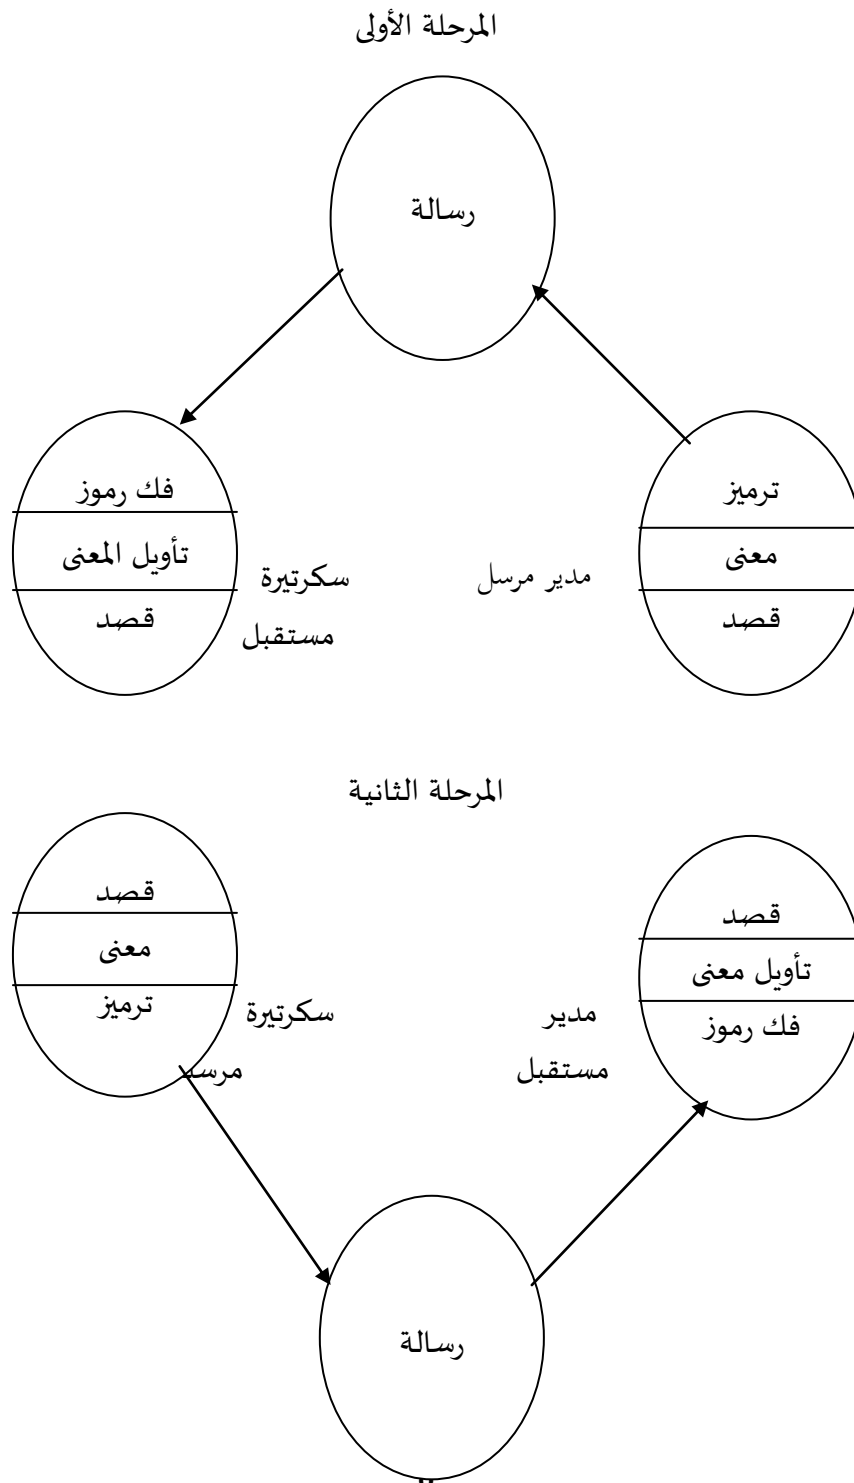 المرحلة الأولى
رسالة
ترميز
معنى
قصد
مدير مرسل
فك رموز
تأويل المعنى
قصد
سكرتيرة
مستقبل
المرحلة الثانية
قصد
تأويل معنى
فك رموز
مدير
مستقبل
قصد
معنى
ترميز
سكرتيرة
رسالة